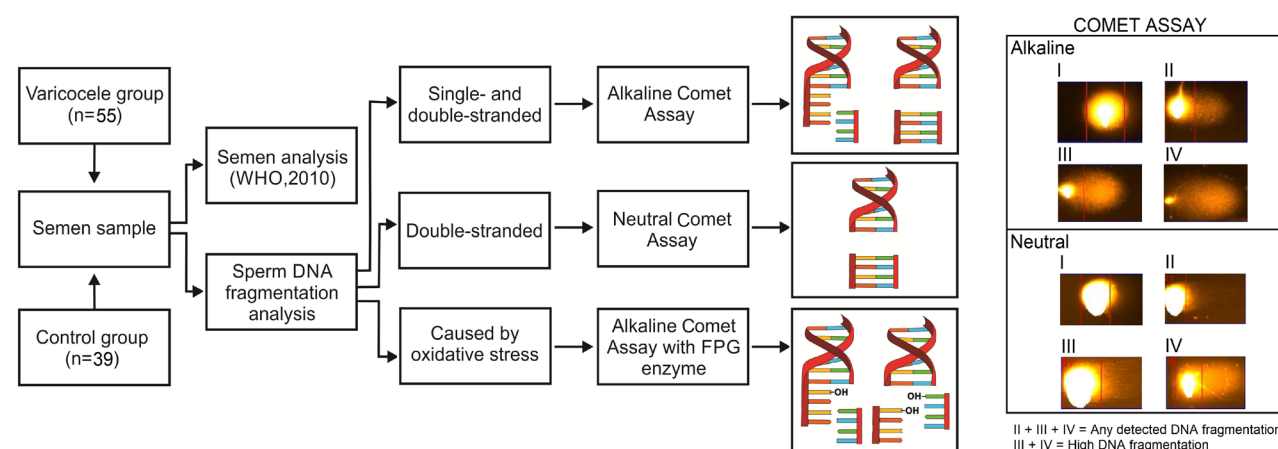 Varicocele group
(n=55)
Semen sample
Control group
(n=39)
Semen analysis
(WHO,2010)
Sperm DNA
fragmentation
analysis
Single- and
double-stranded
Double-stranded
Caused by
oxidative stress
Alkaline Comet
Assay
Neutral Comet
Assay
Alkaline Comet
Assay with FPG
enzyme
OH
OH
OH
COMET ASSAY
Alkaline
I
II
III
IV
Neutral
I
II
III
IV
II + III + IV = Any detected DNA fragmentation
III + IV = High DNA fragmentation